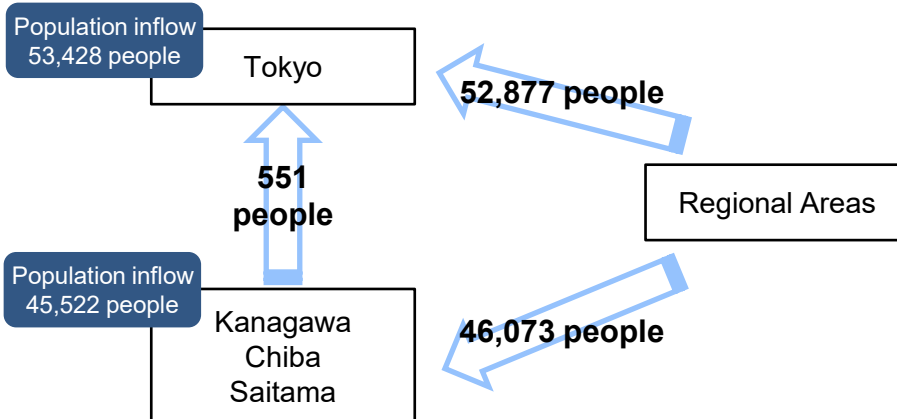 Population inflow
53,428 people
Tokyo
52,877 people
551
people
Regional Areas
Population inflow
45,522 people
46,073 people
Kanagawa
Chiba
Saitama